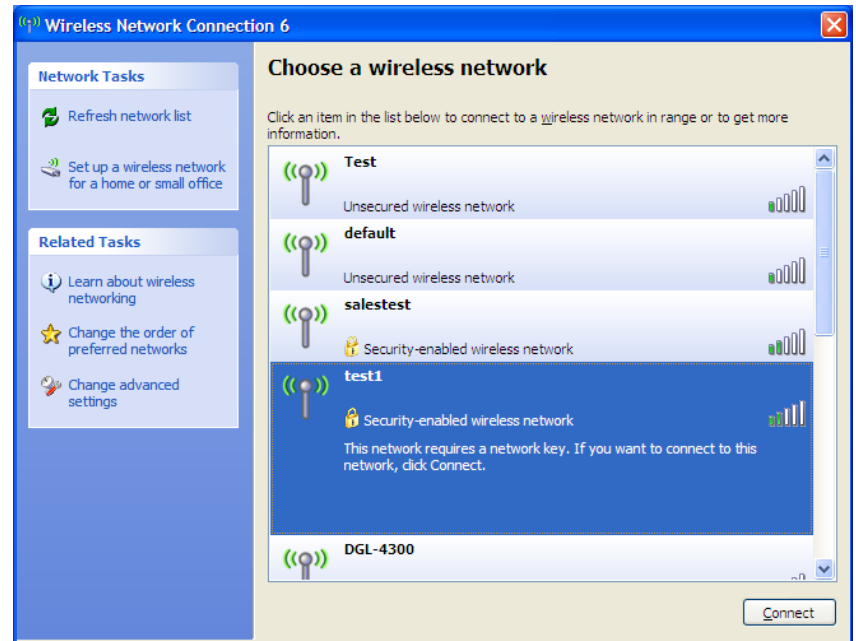 Wireless Network Connection 6
Network Tasks
Refresh network list
Set up a wireless network
for a home or small office
Related Tasks
Learn about wireless
networking
Change the order of
preferred networks
Change advanced
settings
Choose a wireless network
Click an item in the list below to connect to a wireless network in range or to get more
information.
Test
Unsecured wireless network
default
Unsecured wireless network
salestest
Security-enabled wireless network
test1
Security-enabled wireless network
This network requires a network key. If you want to connect to this
network, click Connect.
DGL-4300
Connect